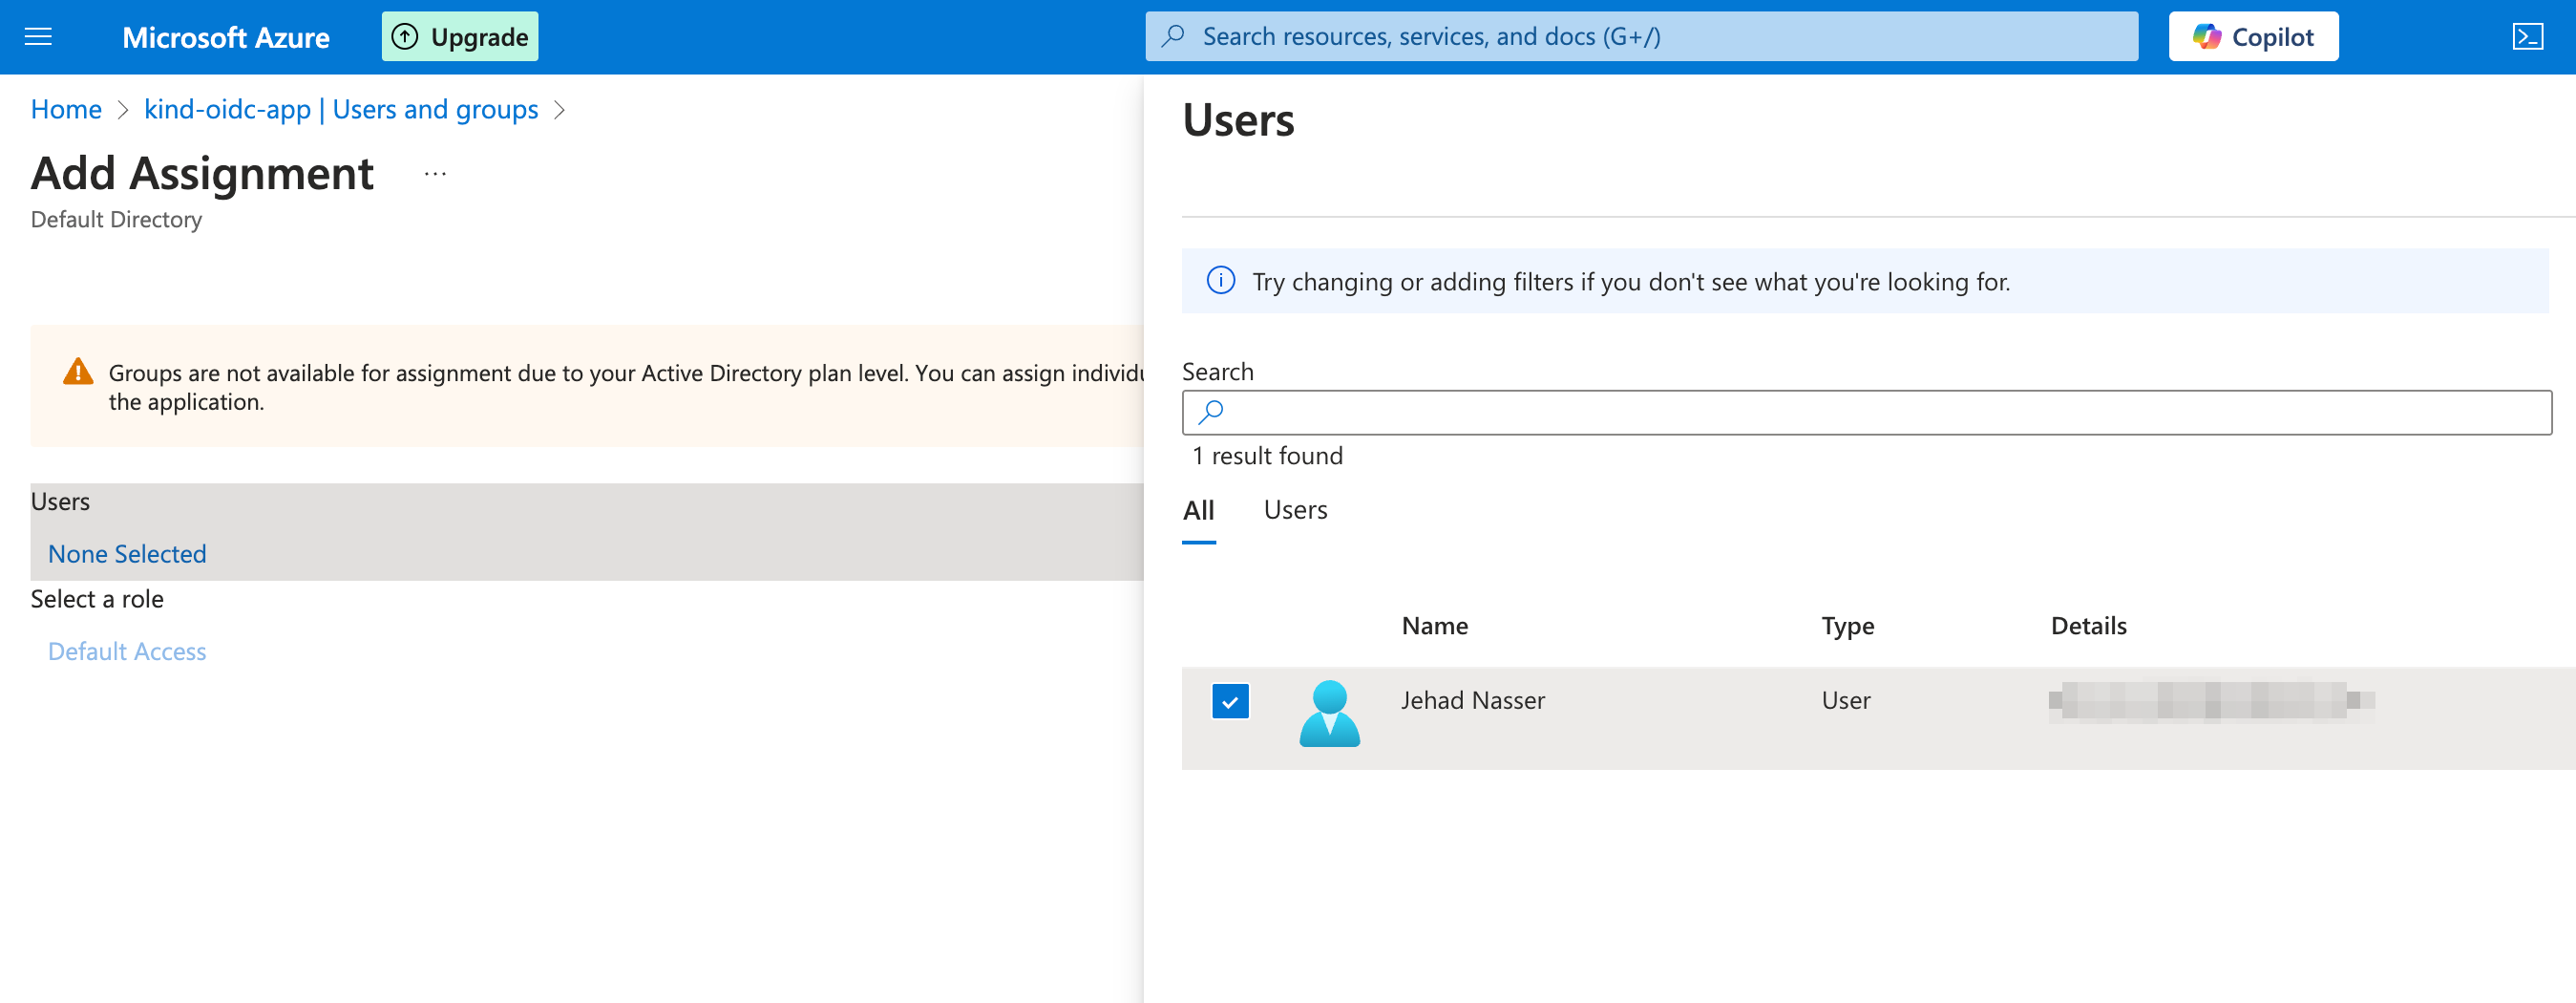 Microsoft Azure
Upgrade
Search resources, services, and docs (G+/)
Copilot
Home > kind-oidc-app | Users and groups >
Add Assignment
...
Default Directory
Groups are not available for assignment due to your Active Directory plan level. You can assign
the application.
Users
None Selected
Select a role
Default Access
Users
Try changing or adding filters if you don't see what you're looking for.
Search
1 result found
All
Users
Name
Type
Details
Jehad Nasser
User